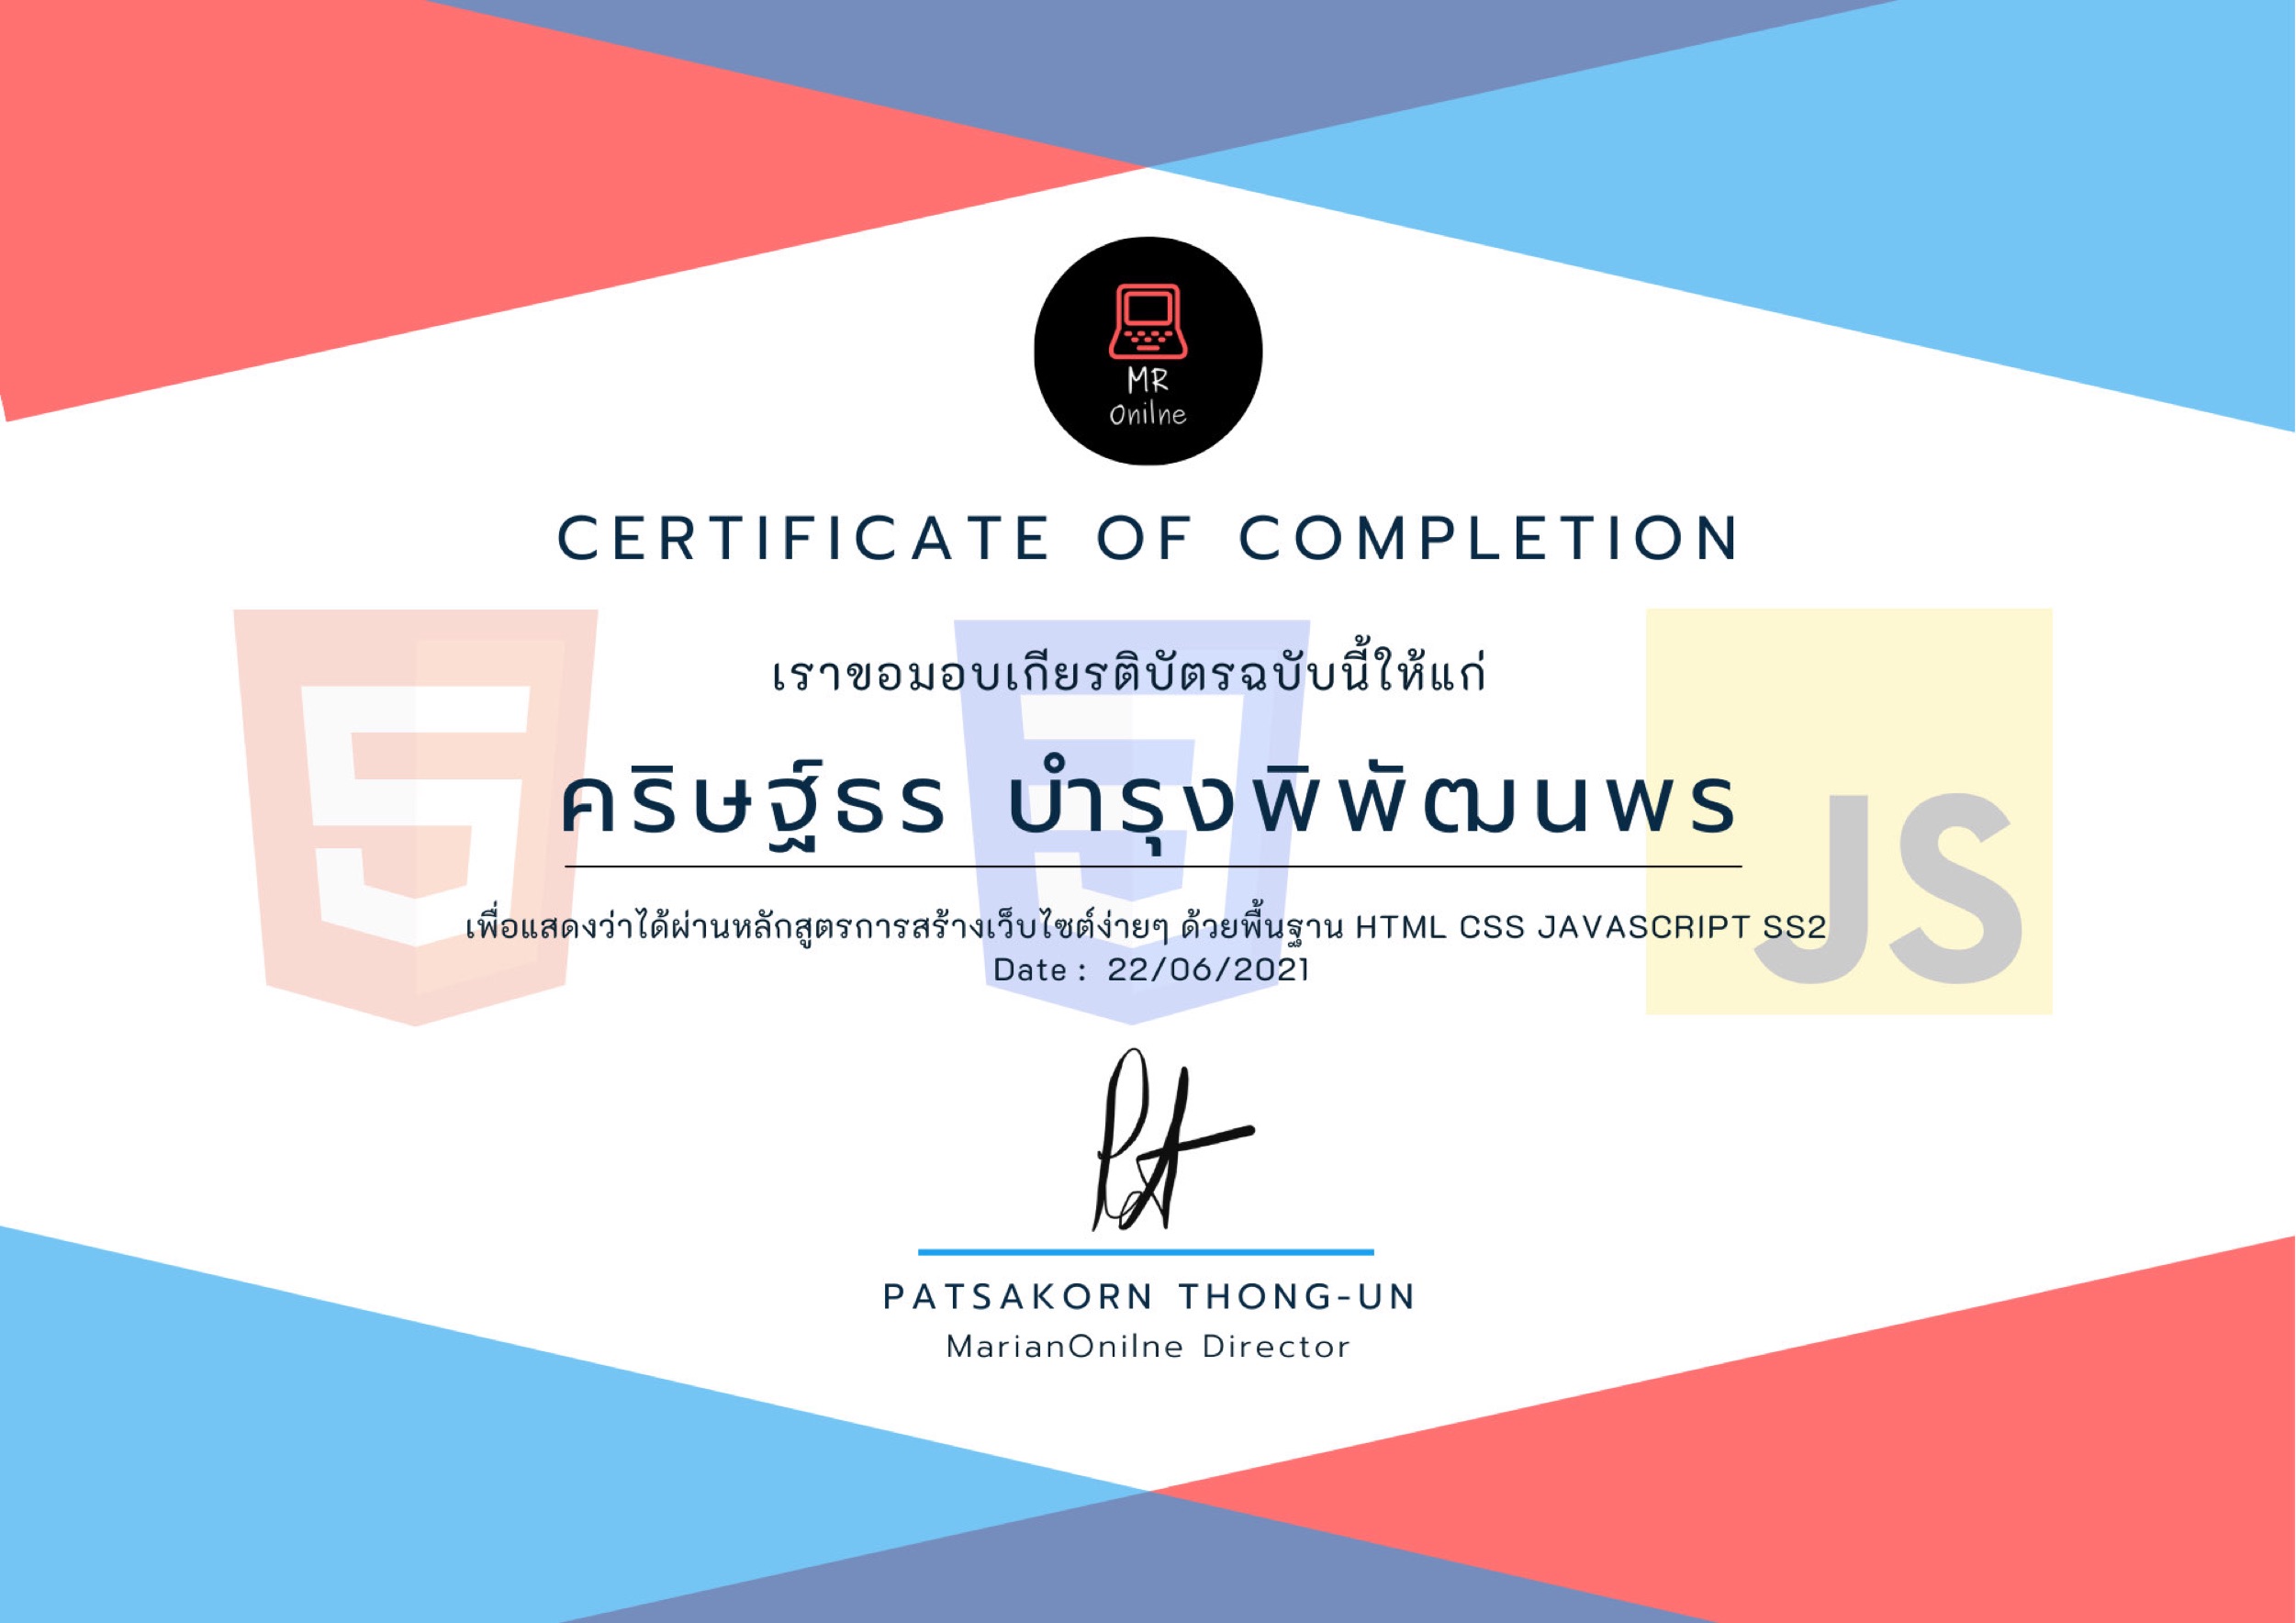 MR
Onilne
CERTIFICATE OF COMPLETION
เราขอมอบเกียรติบัตรฉบับนี้ให้แก่
คริษฐ์ธร บำรุงพิพัฒนพร
เพื่อแสดงว่าได้ผ่านหลักสูตรการสร้างเว็บไซต์ง่ายๆ ด้วยพื้นฐาน HTML CSS JAVASCRIPT SS2
Date : 22/06/2021
JS
PATSAKORN THONG-UN
MarianOnilne Director